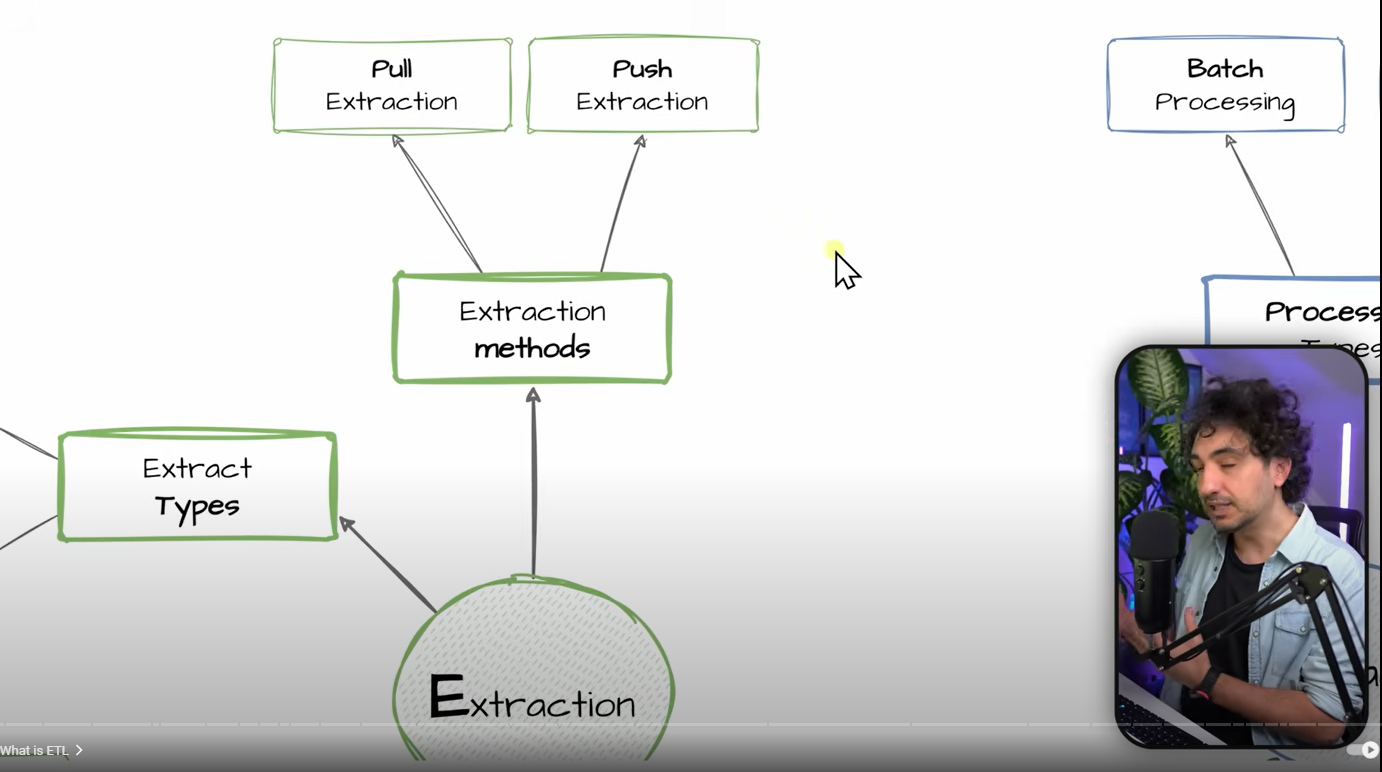 Pull
Extraction
Push
Extraction
Batch
Processing
Extraction
methods
Process
Types
Extract
Types
Extraction
What is ETL